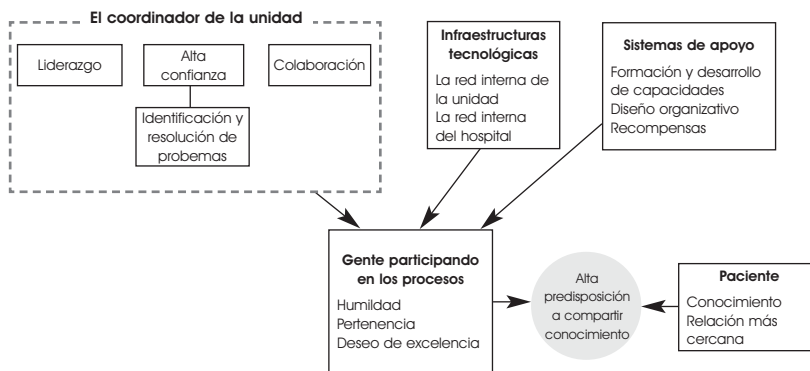 El coordinador de la unidad
Liderazgo
Alta
confianza
Colaboración
Identificación y
resolución de
probemas
Infraestructuras
tecnológicas
La red interna de
la unidad
La red interna
del hospital
Sistemas de apoyo
Formación y desarrollo
de capacidades
Diseño organizativo
Recompensas
Gente participando
en los procesos
Humildad
Pertenencia
Deseo de excelencia
Alta
predisposición
a compartir
conocimiento
Paciente
Conocimiento
Relación más
cercana